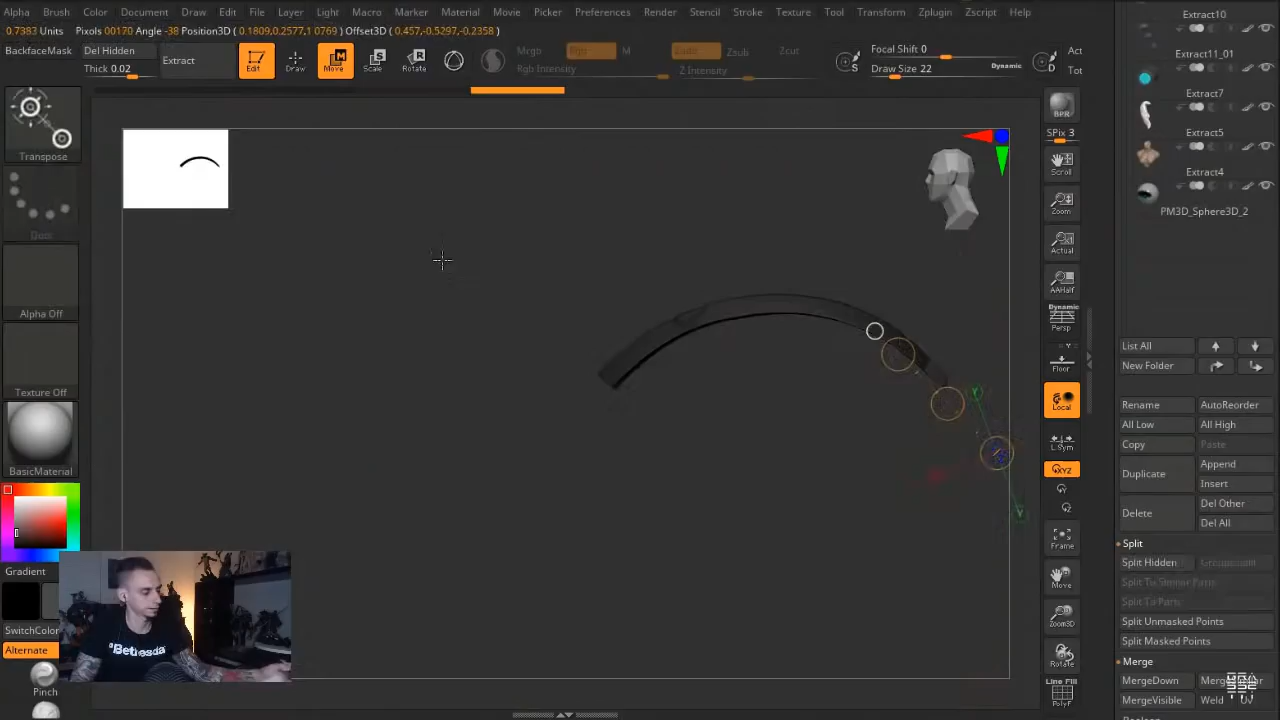 Alpha Brush Color Document Draw Edit File Layer Light Macro Marker Material Movie Picker Preferences Render Stencil Stroke Texture Tool Transform Zplugin Zscript Help
0.7383 Units Pixels 00170 Angle -38 Position3D ( 0.1809,0.2577,1.0769 ) Offset3D ( 0.457,-0.5297,-0.2358 )
BackfaceMask Del Hidden
Thick 0.02
Extract
Edit Draw Move Scale Rotate
Mrgb Rgb M
Rgb Intensity
Zadd Zsub Zcut
Z Intensity
S
Focal Shift 0
Draw Size 22
Dynamic
D
Act
Tot
Transpose
Dots
Alpha Off
Texture Off
BasicMaterial
Gradient
SwitchColor
Alternate
Pinch
"Bethesda
Y
Y
BPR
SPix 3
Scroll
Zoom
Actual
AAHalf
Dynamic
Persp
Floor
Local
L.Sym
XYZ
Y
Z
Frame
Move
Zoom3D
Rotate
Line Fill
PolyF
Extract10
Extract11_01
Extract7
Extract5
Extract4
PM3D_Sphere3D_2
List All
New Folder
Rename AutoReorder
All Low All High
Copy Paste
Duplicate Append
Insert
Delete Del Other
Del All
Split
Split Hidden Groups Split
Split To Similar Parts
Split To Parts
Split Unmasked Points
Split Masked Points
Merge
MergeDown
MergeVisible Weld Uv